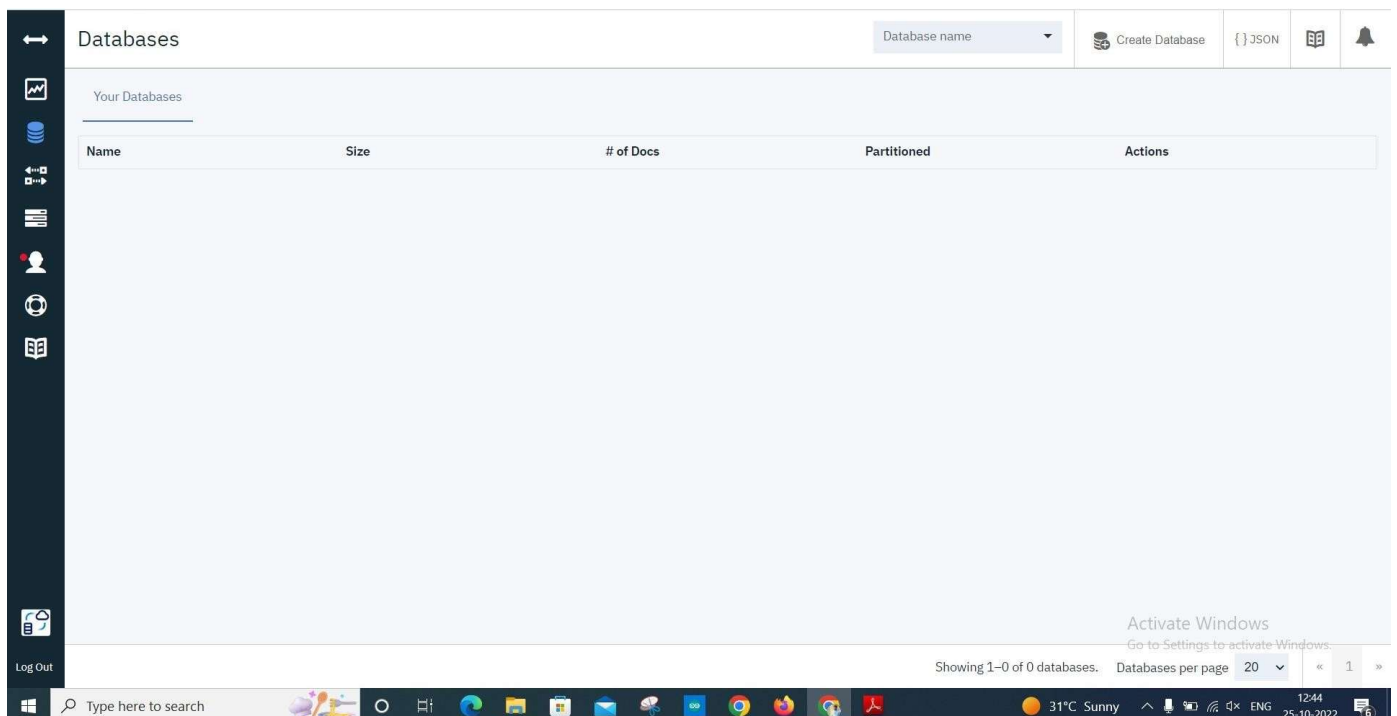 Databases
Database name
Create Database
{ } JSON
Your Databases
Name Size # of Docs Partitioned Actions
Activate Windows
Go to Settings to activate Windows.
Showing 1–0 of 0 databases. Databases per page 20 « 1 »
Log Out
Type here to search
31°C Sunny ENG
12:44
25-10-2022
6